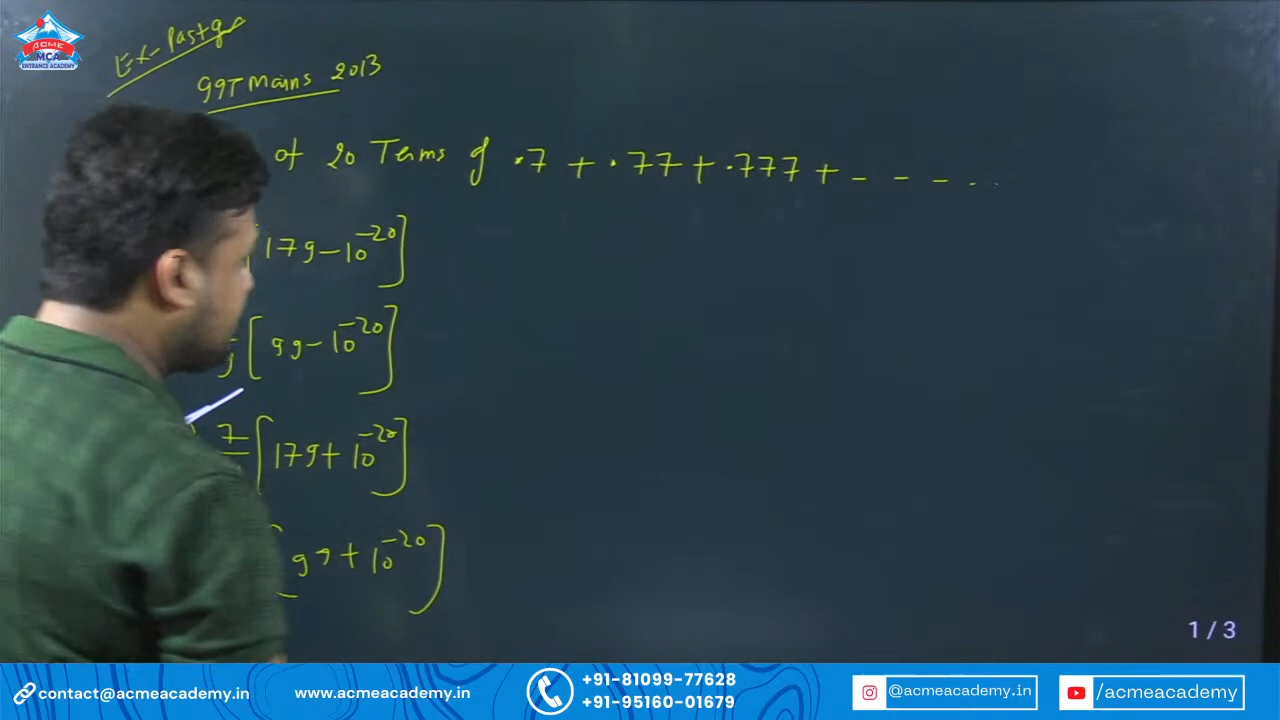 ACME
MCA
ENTRANCE ACADEMY
Ex- Past q
JEE Mains 2013
of 20 Terms of .7 + .77 + .777 + - - - ...
179 - 10^-20]
[99 - 10^-20]
7 [179 + 10^-20]
[99 + 10^-20]
1 / 3
contact@acmeacademy.in
www.acmeacademy.in
+91-81099-77628
+91-95160-01679
@acmeacademy.in
/acmeacademy